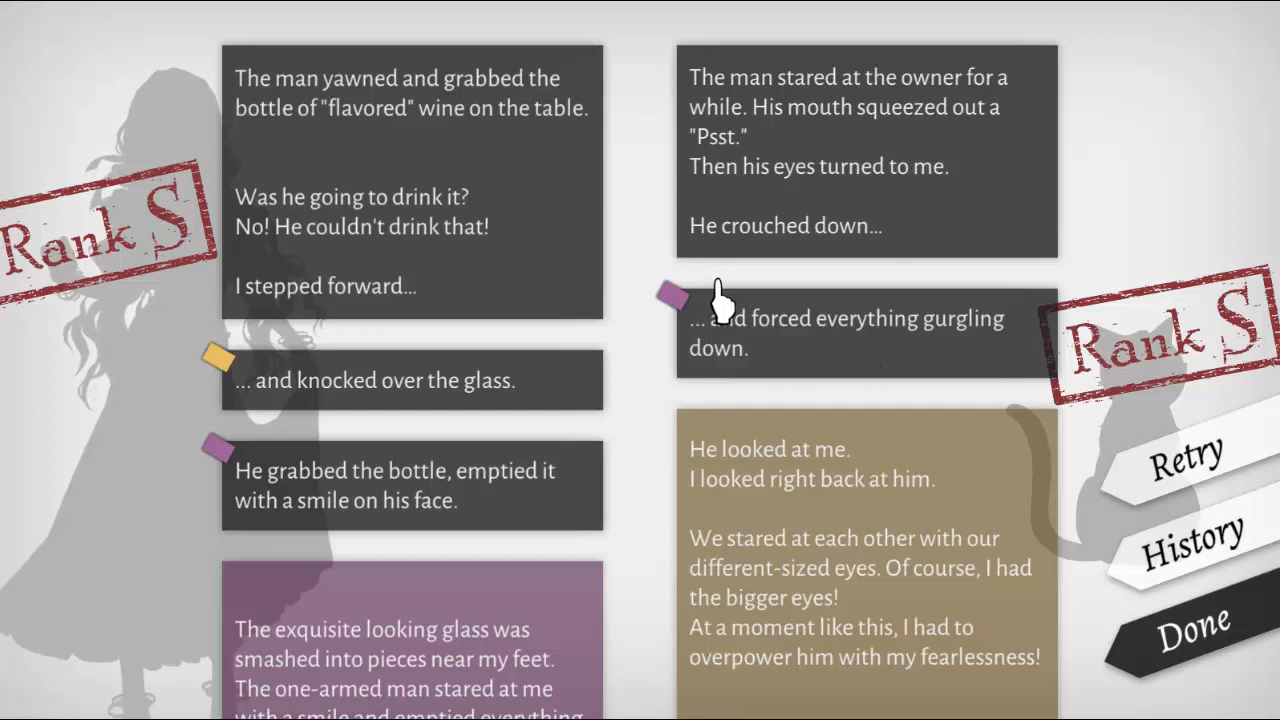 The man yawned and grabbed the
bottle of "flavored" wine on the table.
Was he going to drink it?
No! He couldn't drink that!
I stepped forward...
Rank S
... and knocked over the glass.
He grabbed the bottle, emptied it
with a smile on his face.
The exquisite looking glass was
smashed into pieces near my feet.
The one-armed man stared at me
with a smile and emptied everything
The man stared at the owner for a
while. His mouth squeezed out a
"Psst."
Then his eyes turned to me.
He crouched down...
... and forced everything gurgling
down.
Rank S
He looked at me.
I looked right back at him.
We stared at each other with our
different-sized eyes. Of course, I had
the bigger eyes!
At a moment like this, I had to
overpower him with my fearlessness!
Retry
History
Done